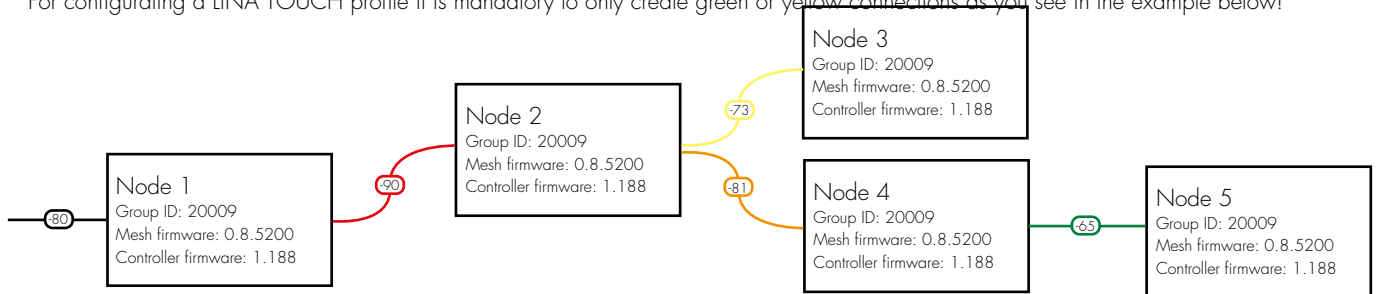 For configurating a LINA TOUCH profile it is mandatory to only create green or yellow connections as you see in the example below!
-80
Node 1
Group ID: 20009
Mesh firmware: 0.8.5200
Controller firmware: 1.188
-90
Node 2
Group ID: 20009
Mesh firmware: 0.8.5200
Controller firmware: 1.188
-73
Node 3
Group ID: 20009
Mesh firmware: 0.8.5200
Controller firmware: 1.188
-81
Node 4
Group ID: 20009
Mesh firmware: 0.8.5200
Controller firmware: 1.188
-65
Node 5
Group ID: 20009
Mesh firmware: 0.8.5200
Controller firmware: 1.188